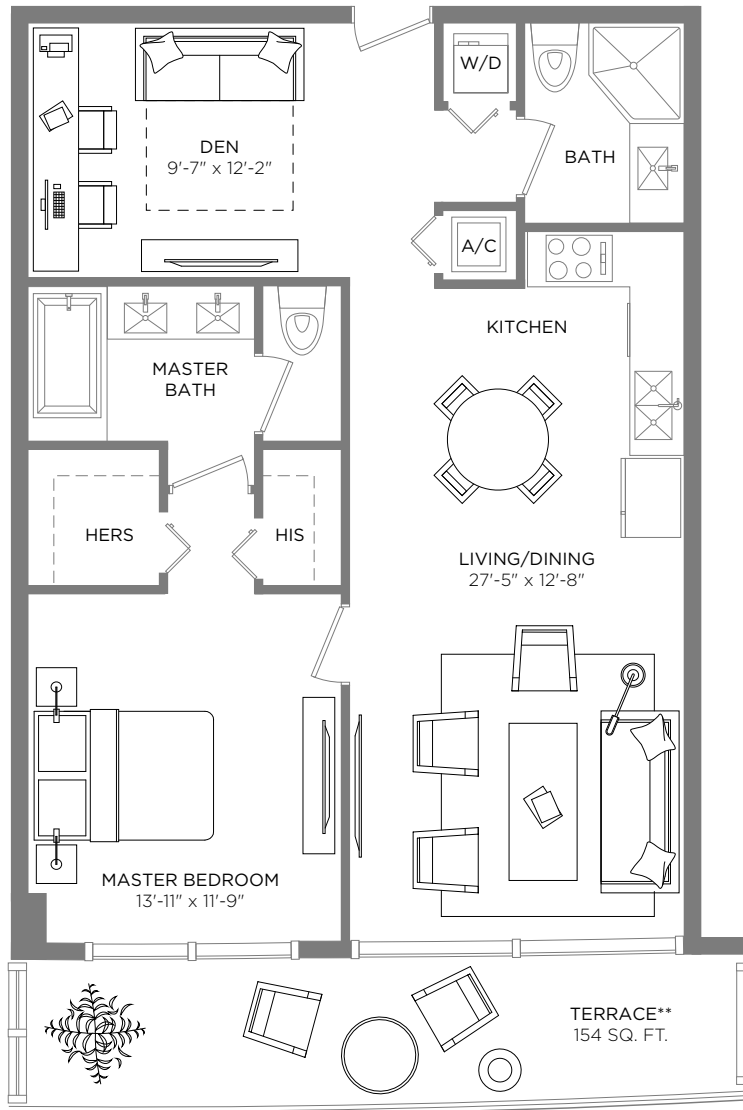 W/D
DEN
9'-7" x 12'-2"
BATH
A/C
KITCHEN
MASTER
BATH
HERS
HIS
LIVING/DINING
27'-5" x 12'-8"
MASTER BEDROOM
13'-11" x 11'-9"
TERRACE**
154 SQ. FT.